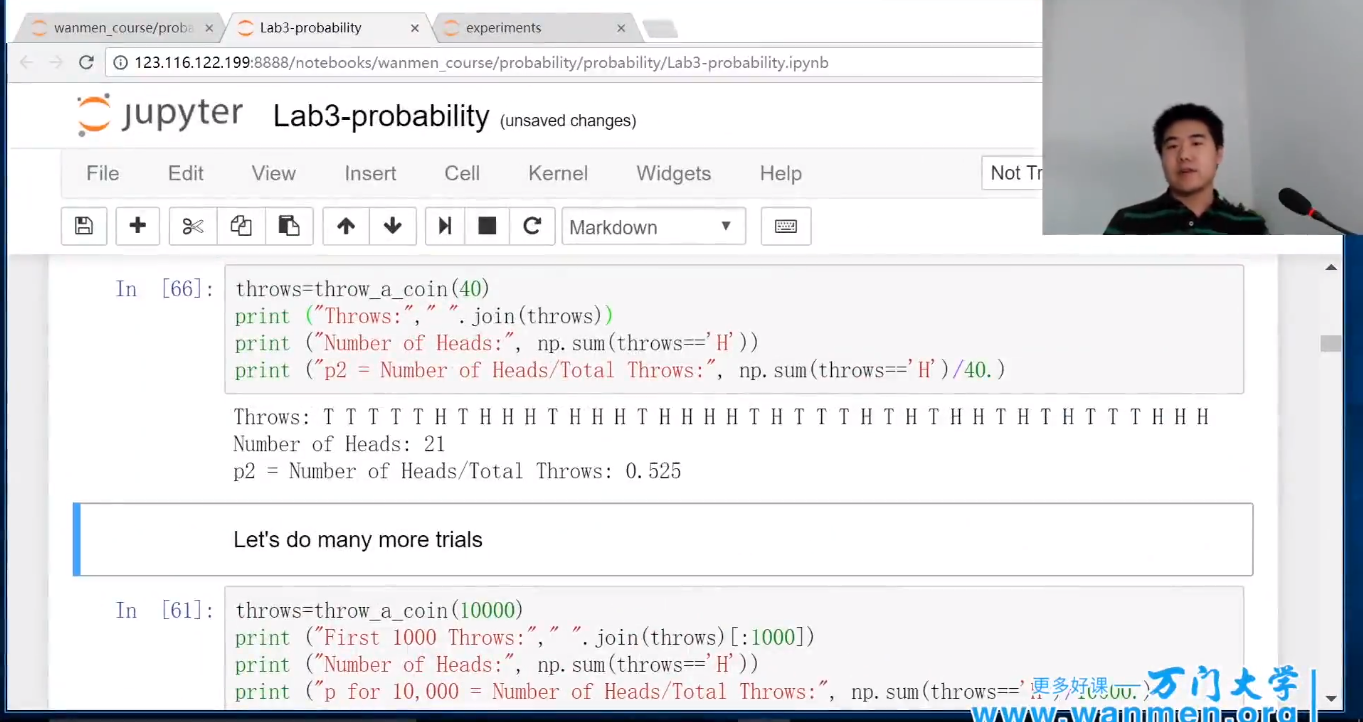 wanmen_course/proba
Lab3-probability
experiments
123.116.122.199:8888/notebooks/wanmen_course/probability/probability/Lab3-probability.ipynb
jupyter Lab3-probability (unsaved changes)
File Edit View Insert Cell Kernel Widgets Help Not Tr
Markdown
In [66]: throws=throw_a_coin(40)
print ("Throws:"," ".join(throws))
print ("Number of Heads:", np.sum(throws=='H'))
print ("p2 = Number of Heads/Total Throws:", np.sum(throws=='H')/40.)
Throws: T T T T T H T H H H T H H H T H H H H T H T T T H T H T H H T H T H T T T H H H
Number of Heads: 21
p2 = Number of Heads/Total Throws: 0.525
Let's do many more trials
In [61]: throws=throw_a_coin(10000)
print ("First 1000 Throws:"," ".join(throws)[:1000])
print ("Number of Heads:", np.sum(throws=='H'))
print ("p for 10,000 = Number of Heads/Total Throws:", np.sum(throws=='H')/10000.)
更多好课 — 万门大学
www.wanmen.org